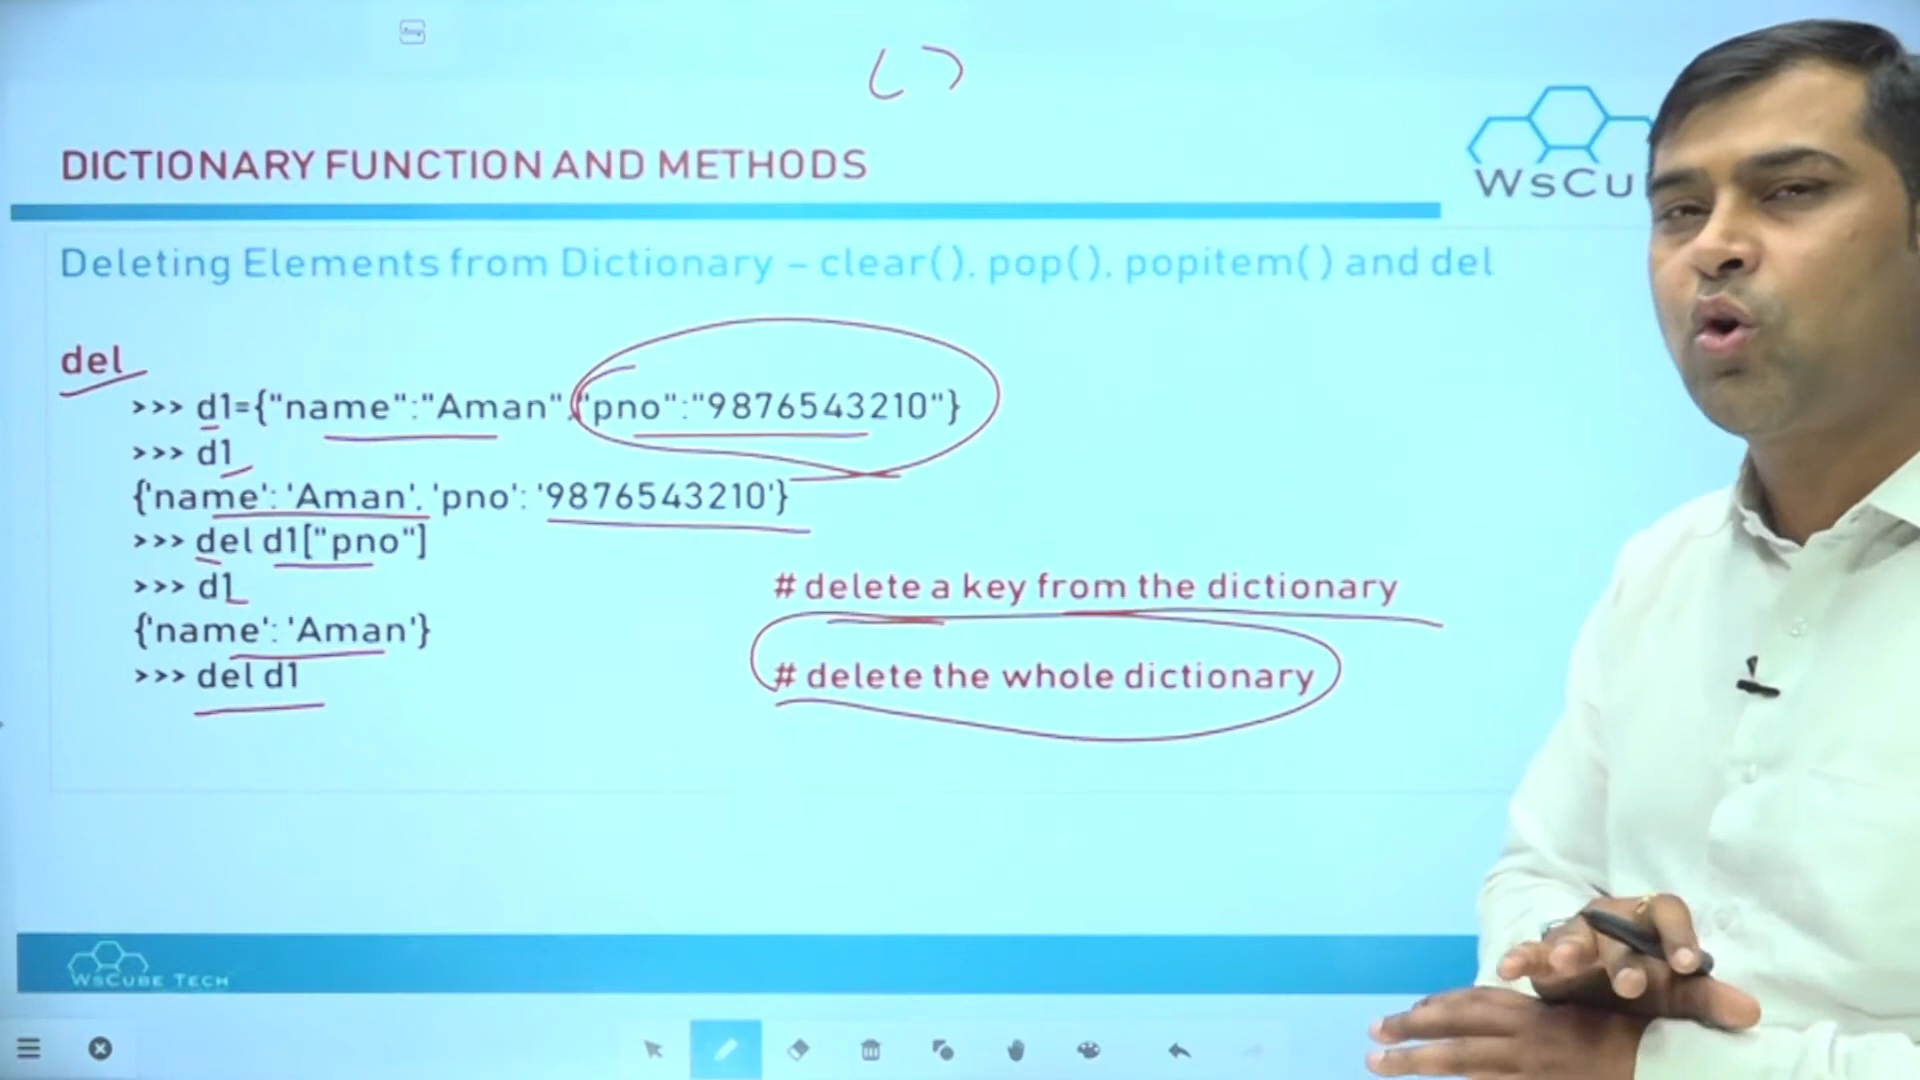 ( )
DICTIONARY FUNCTION AND METHODS
WsCu
Deleting Elements from Dictionary – clear(), pop(), popitem() and del
del
>>> d1={"name":"Aman","pno":"9876543210"}
>>> d1
{'name': 'Aman', 'pno': '9876543210'}
>>> del d1["pno"]
>>> d1 # delete a key from the dictionary
{'name': 'Aman'}
>>> del d1 # delete the whole dictionary
WsCube Tech